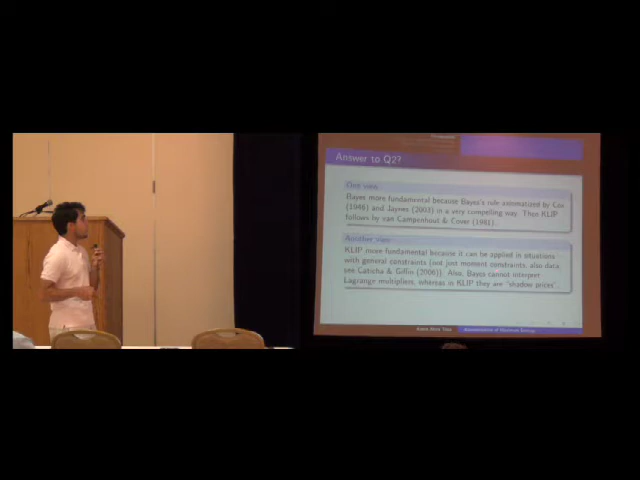 Answer to Q2?
One view
Bayes more fundamental because Bayes's rule axiomatized by Cox
(1946) and Jaynes (2003) in a very compelling way. Then KLIP
follows by van Campenhout & Cover (1981).
Another view
KLIP more fundamental because it can be applied in situations
with general constraints (not just moment constraints, also data,
see Caticha & Giffin (2006)). Also, Bayes cannot interpret
Lagrange multipliers, whereas in KLIP they are "shadow prices".